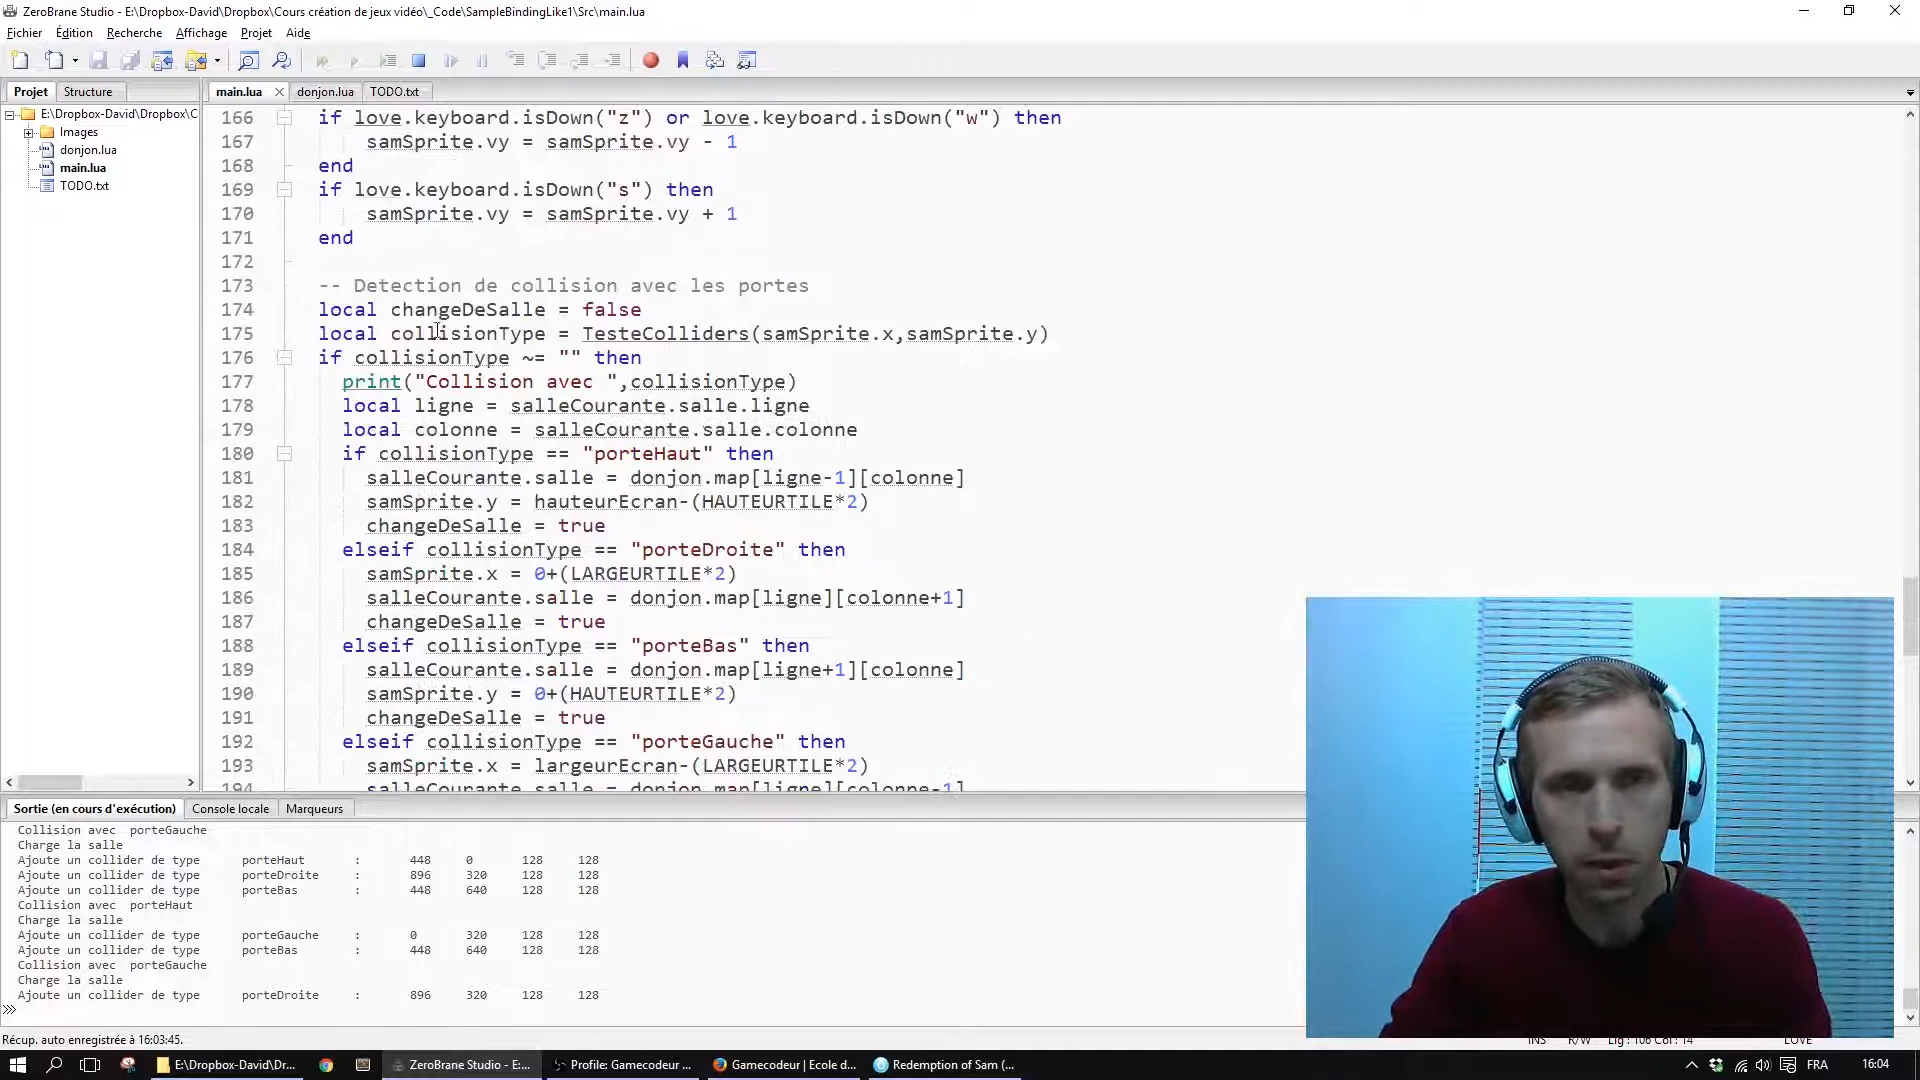 ZeroBrane Studio - E:\Dropbox-David\Dropbox\Cours création de jeux vidéo\_Code\SampleBindingLike1\Src\main.lua
Fichier Édition Recherche Affichage Projet Aide
Projet Structure
main.lua donjon.lua TODO.txt
E:\Dropbox-David\Dropbox\C
Images
donjon.lua
main.lua
TODO.txt
166 if love.keyboard.isDown("z") or love.keyboard.isDown("w") then
167 samSprite.vy = samSprite.vy - 1
168 end
169 if love.keyboard.isDown("s") then
170 samSprite.vy = samSprite.vy + 1
171 end
172
173 -- Detection de collision avec les portes
174 local changeDeSalle = false
175 local collisionType = TesteColliders(samSprite.x,samSprite.y)
176 if collisionType ~= "" then
177 print("Collision avec ",collisionType)
178 local ligne = salleCourante.salle.ligne
179 local colonne = salleCourante.salle.colonne
180 if collisionType == "porteHaut" then
181 salleCourante.salle = donjon.map[ligne-1][colonne]
182 samSprite.y = hauteurEcran-(HAUTEURTILE*2)
183 changeDeSalle = true
184 elseif collisionType == "porteDroite" then
185 samSprite.x = 0+(LARGEURTILE*2)
186 salleCourante.salle = donjon.map[ligne][colonne+1]
187 changeDeSalle = true
188 elseif collisionType == "porteBas" then
189 salleCourante.salle = donjon.map[ligne+1][colonne]
190 samSprite.y = 0+(HAUTEURTILE*2)
191 changeDeSalle = true
192 elseif collisionType == "porteGauche" then
193 samSprite.x = largeurEcran-(LARGEURTILE*2)
194 salleCourante.salle = donjon.map[ligne][colonne-1]
Sortie (en cours d'exécution) Console locale Marqueurs
Collision avec porteGauche
Charge la salle
Ajoute un collider de type porteHaut : 448 0 128 128
Ajoute un collider de type porteDroite : 896 320 128 128
Ajoute un collider de type porteBas : 448 640 128 128
Collision avec porteHaut
Charge la salle
Ajoute un collider de type porteGauche : 0 320 128 128
Ajoute un collider de type porteBas : 448 640 128 128
Collision avec porteGauche
Charge la salle
Ajoute un collider de type porteDroite : 896 320 128 128
Récup. auto enregistrée à 16:03:45.
INS R/W Lig : 106 Col : 14 LÖVE
E:\Dropbox-David\Dr... ZeroBrane Studio - E:... Profile: Gamecodeur ... Gamecodeur | Ecole d... Redemption of Sam (... FRA 16:04